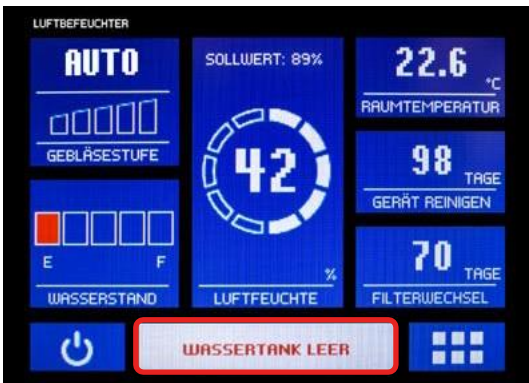 LUFTBEFEUCHTER
AUTO
GEBLÄSESTUFE
E F
WASSERSTAND
SOLLWERT: 89%
42
%
LUFTFEUCHTE
22.6 °C
RAUMTEMPERATUR
98 TAGE
GERÄT REINIGEN
70 TAGE
FILTERWECHSEL
WASSERTANK LEER